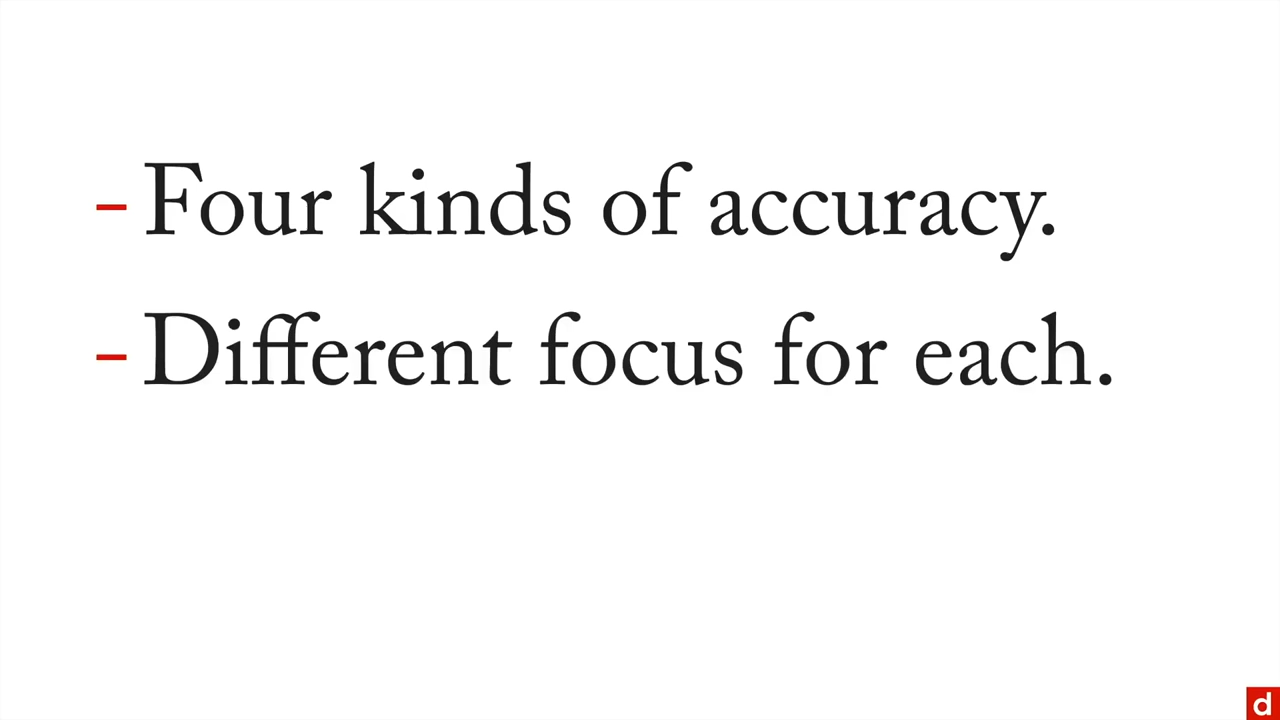 - Four kinds of accuracy.
- Different focus for each.
d